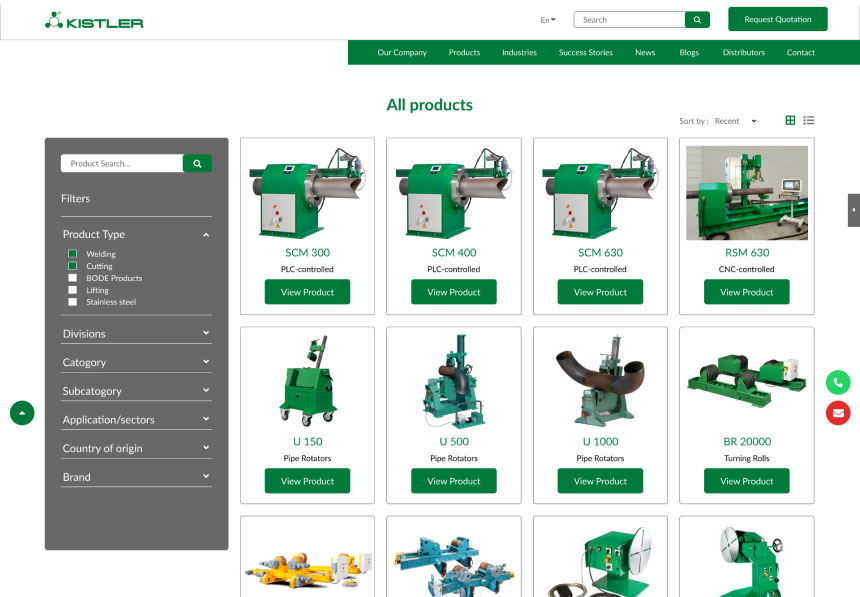 KISTLER
En
Search
Request Quotation
Our Company Products Industries Success Stories News Blogs Distributors Contact
All products
Sort by : Recent
Product Search...
Filters
Product Type
Welding
Cutting
BODE Products
Lifting
Stainless steel
Divisions
Catogory
Subcatogory
Application/sectors
Country of origin
Brand
SCM 300
PLC-controlled
View Product
SCM 400
PLC-controlled
View Product
SCM 630
PLC-controlled
View Product
RSM 630
CNC-controlled
View Product
U 150
Pipe Rotators
View Product
U 500
Pipe Rotators
View Product
U 1000
Pipe Rotators
View Product
BR 20000
Turning Rolls
View Product